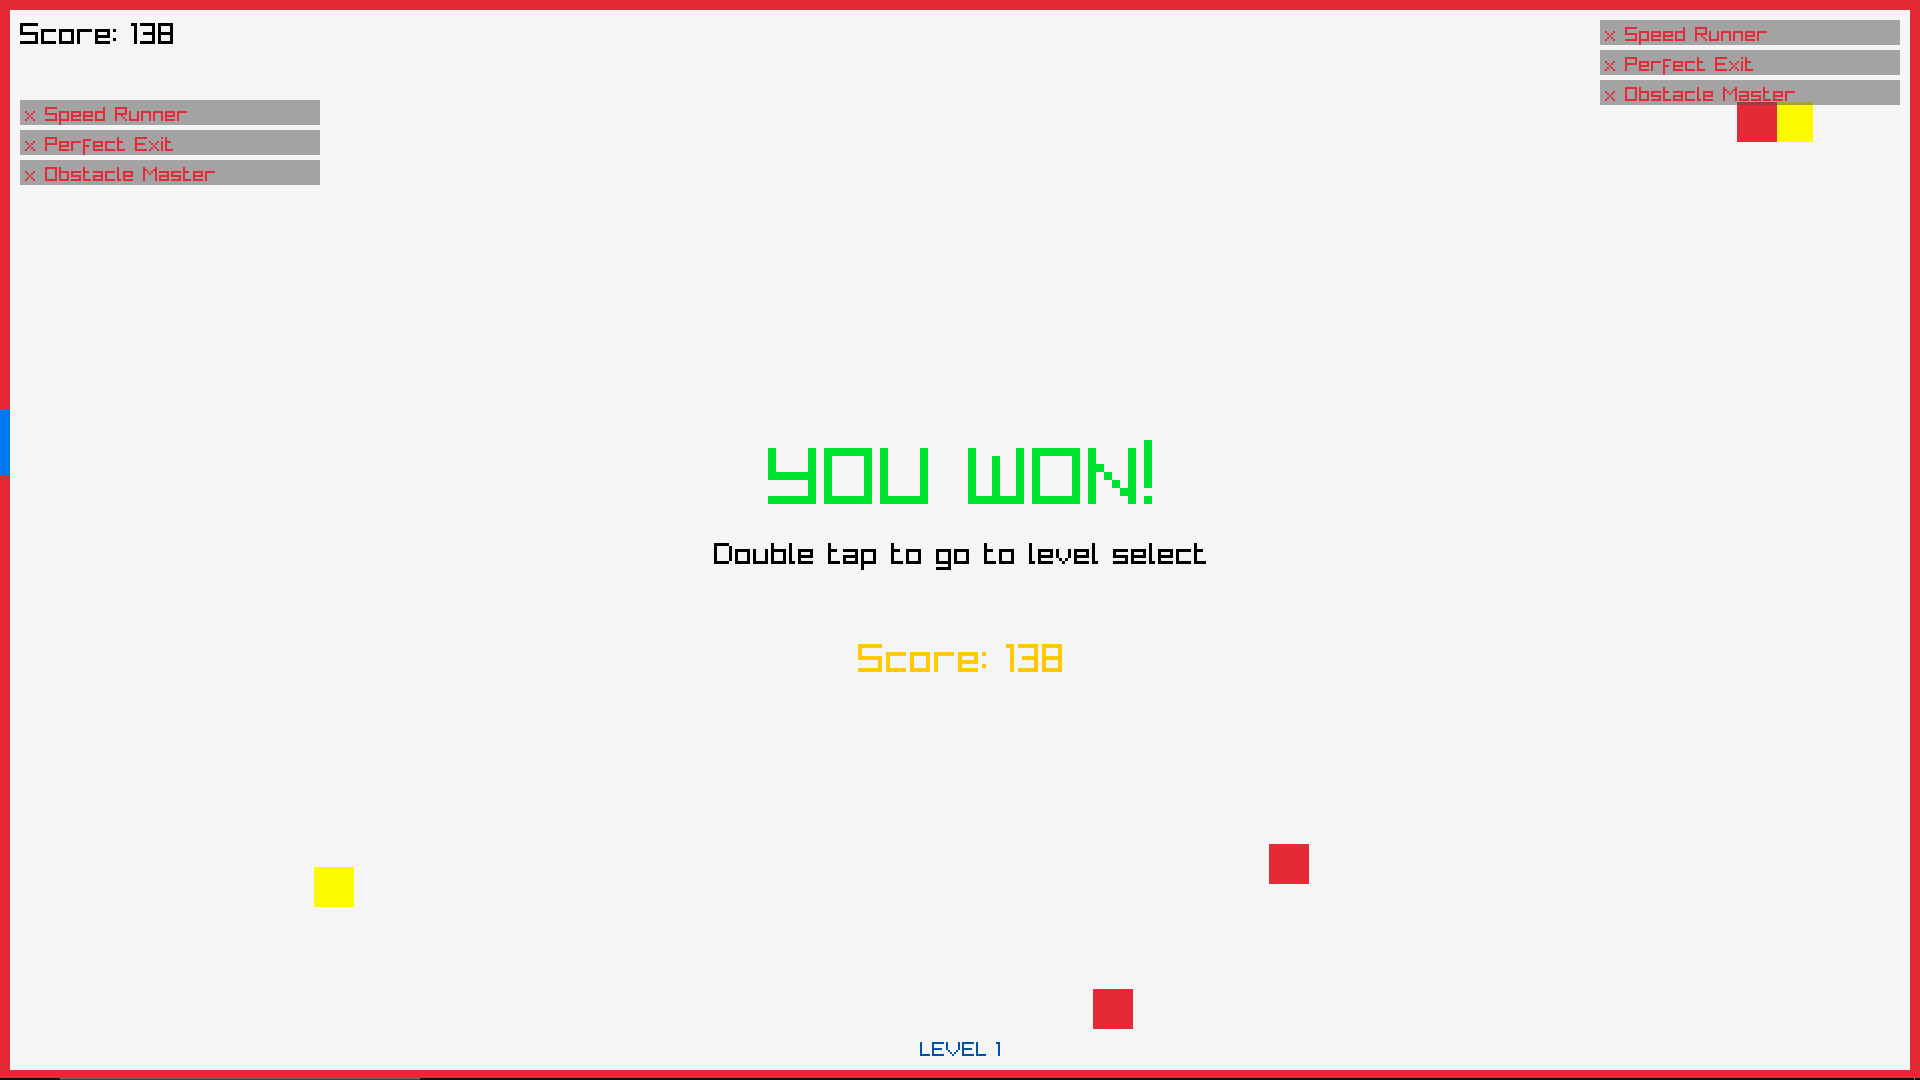 Score: 138
x Speed Runner
x Perfect Exit
x Obstacle Master
x Speed Runner
x Perfect Exit
x Obstacle Master
YOU WON!
Double tap to go to level select
Score: 138
LEVEL 1